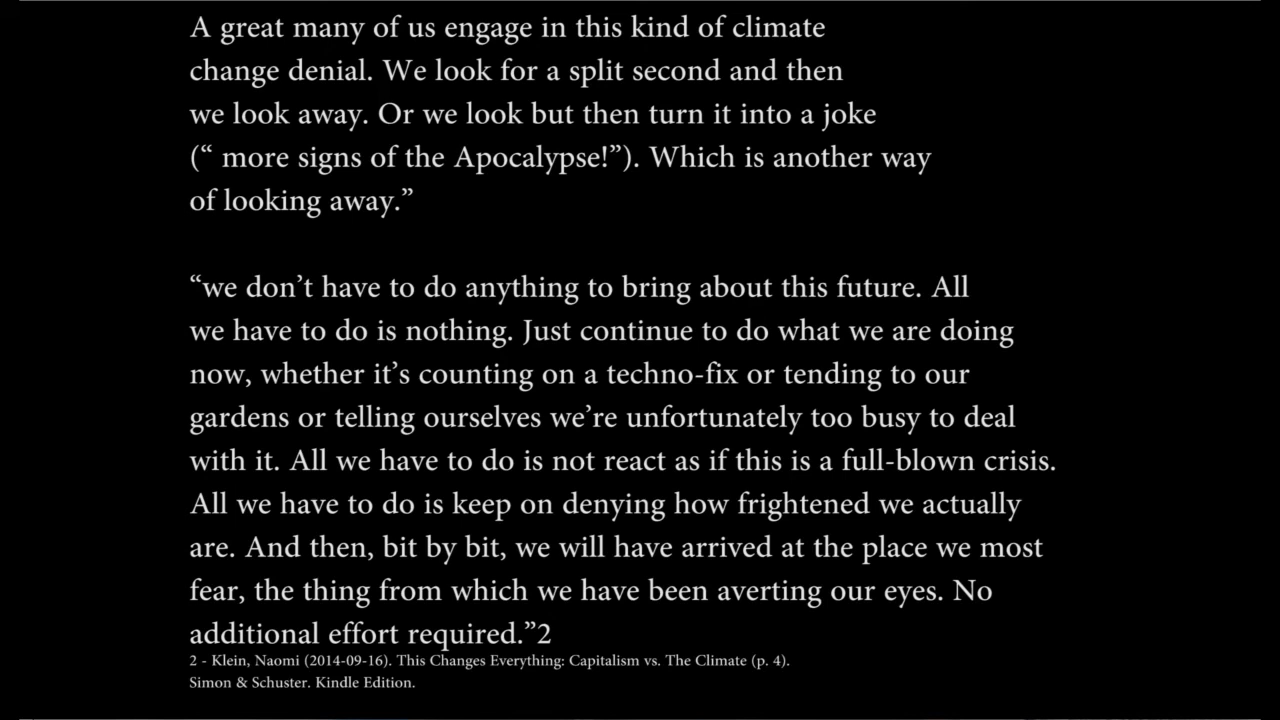 A great many of us engage in this kind of climate
change denial. We look for a split second and then
we look away. Or we look but then turn it into a joke
(“ more signs of the Apocalypse!”). Which is another way
of looking away.”
“we don’t have to do anything to bring about this future. All
we have to do is nothing. Just continue to do what we are doing
now, whether it’s counting on a techno-fix or tending to our
gardens or telling ourselves we’re unfortunately too busy to deal
with it. All we have to do is not react as if this is a full-blown crisis.
All we have to do is keep on denying how frightened we actually
are. And then, bit by bit, we will have arrived at the place we most
fear, the thing from which we have been averting our eyes. No
additional effort required.”2
2 - Klein, Naomi (2014-09-16). This Changes Everything: Capitalism vs. The Climate (p. 4).
Simon & Schuster. Kindle Edition.